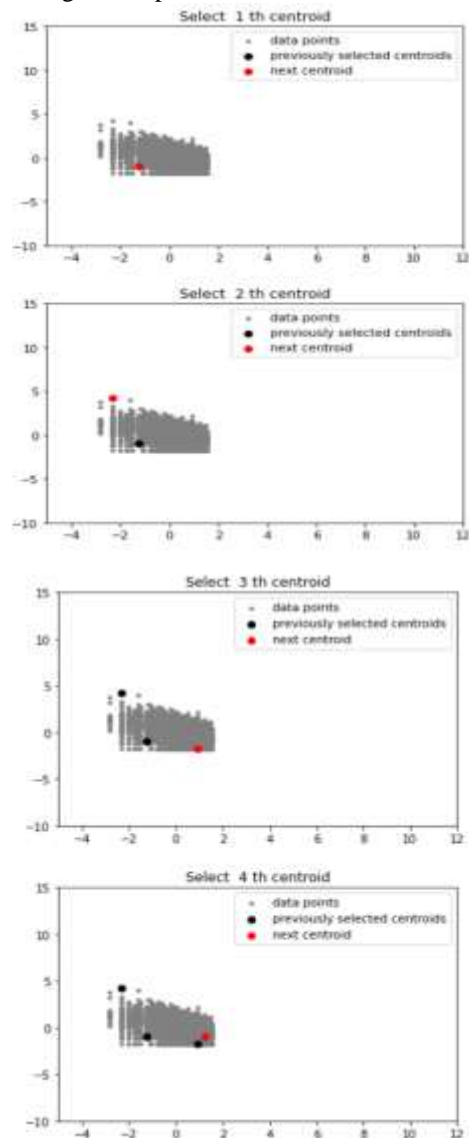 Select 1 th centroid
data points
previously selected centroids
next centroid
15
10
5
0
−5
−10
−4 −2 0 2 4 6 8 10 12
Select 2 th centroid
data points
previously selected centroids
next centroid
15
10
5
0
−5
−10
−4 −2 0 2 4 6 8 10 12
Select 3 th centroid
data points
previously selected centroids
next centroid
15
10
5
0
−5
−10
−4 −2 0 2 4 6 8 10 12
Select 4 th centroid
data points
previously selected centroids
next centroid
15
10
5
0
−5
−10
−4 −2 0 2 4 6 8 10 12